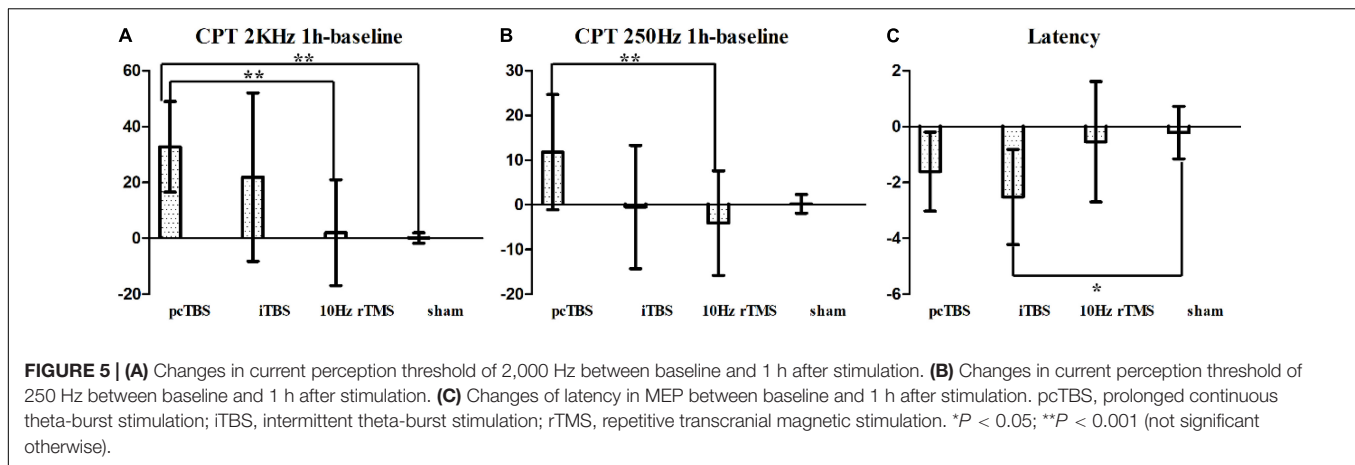 A CPT 2KHz 1h-baseline
60
40
20
0
-20
**
**
pcTBS iTBS 10Hz rTMS sham
B CPT 250Hz 1h-baseline
30
20
10
0
-10
-20
**
pcTBS iTBS 10Hz rTMS sham
C Latency
2
0
-2
-4
-6
*
pcTBS iTBS 10Hz rTMS sham
FIGURE 5 | (A) Changes in current perception threshold of 2,000 Hz between baseline and 1 h after stimulation. (B) Changes in current perception threshold of
250 Hz between baseline and 1 h after stimulation. (C) Changes of latency in MEP between baseline and 1 h after stimulation. pcTBS, prolonged continuous
theta-burst stimulation; iTBS, intermittent theta-burst stimulation; rTMS, repetitive transcranial magnetic stimulation. *P < 0.05; **P < 0.001 (not significant
otherwise).